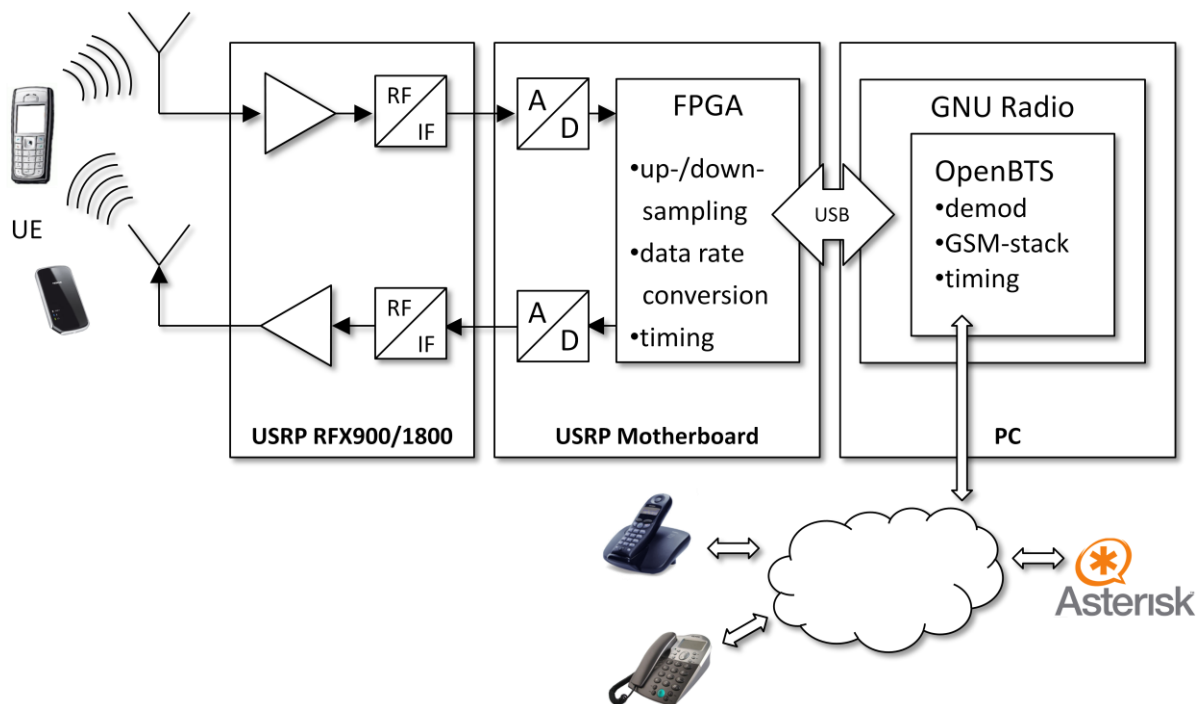 UE
RF
IF
RF
IF
USRP RFX900/1800
A
D
A
D
FPGA
•up-/down-
sampling
•data rate
conversion
•timing
USRP Motherboard
USB
GNU Radio
OpenBTS
•demod
•GSM-stack
•timing
PC
Asterisk